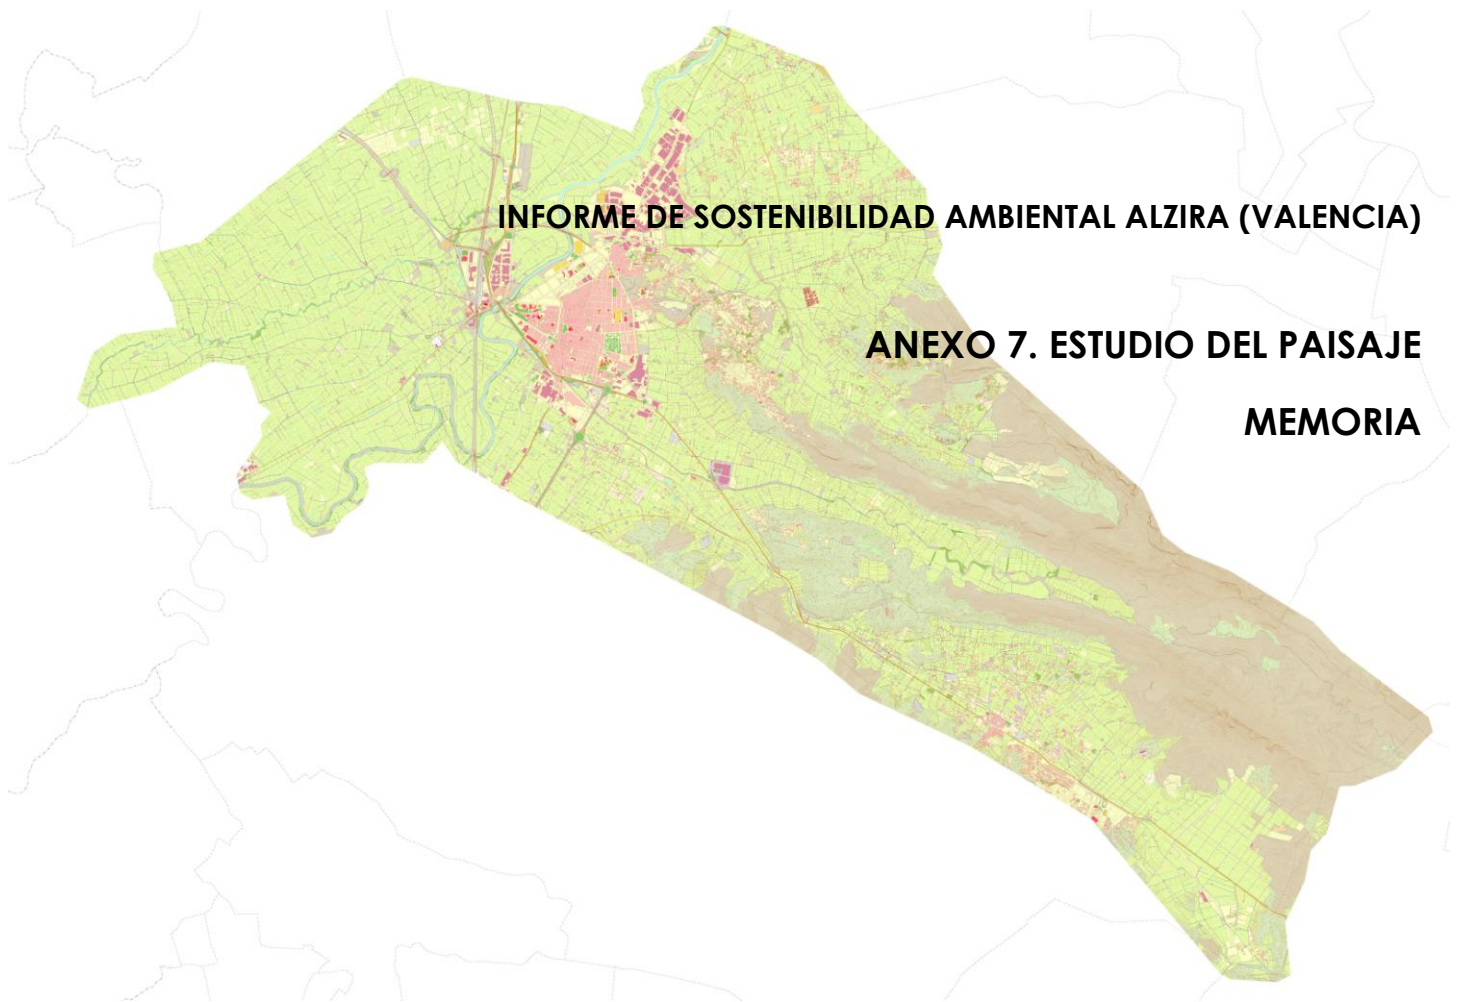 INFORME DE SOSTENIBILIDAD AMBIENTAL ALZIRA (VALENCIA)
ANEXO 7. ESTUDIO DEL PAISAJE
MEMORIA